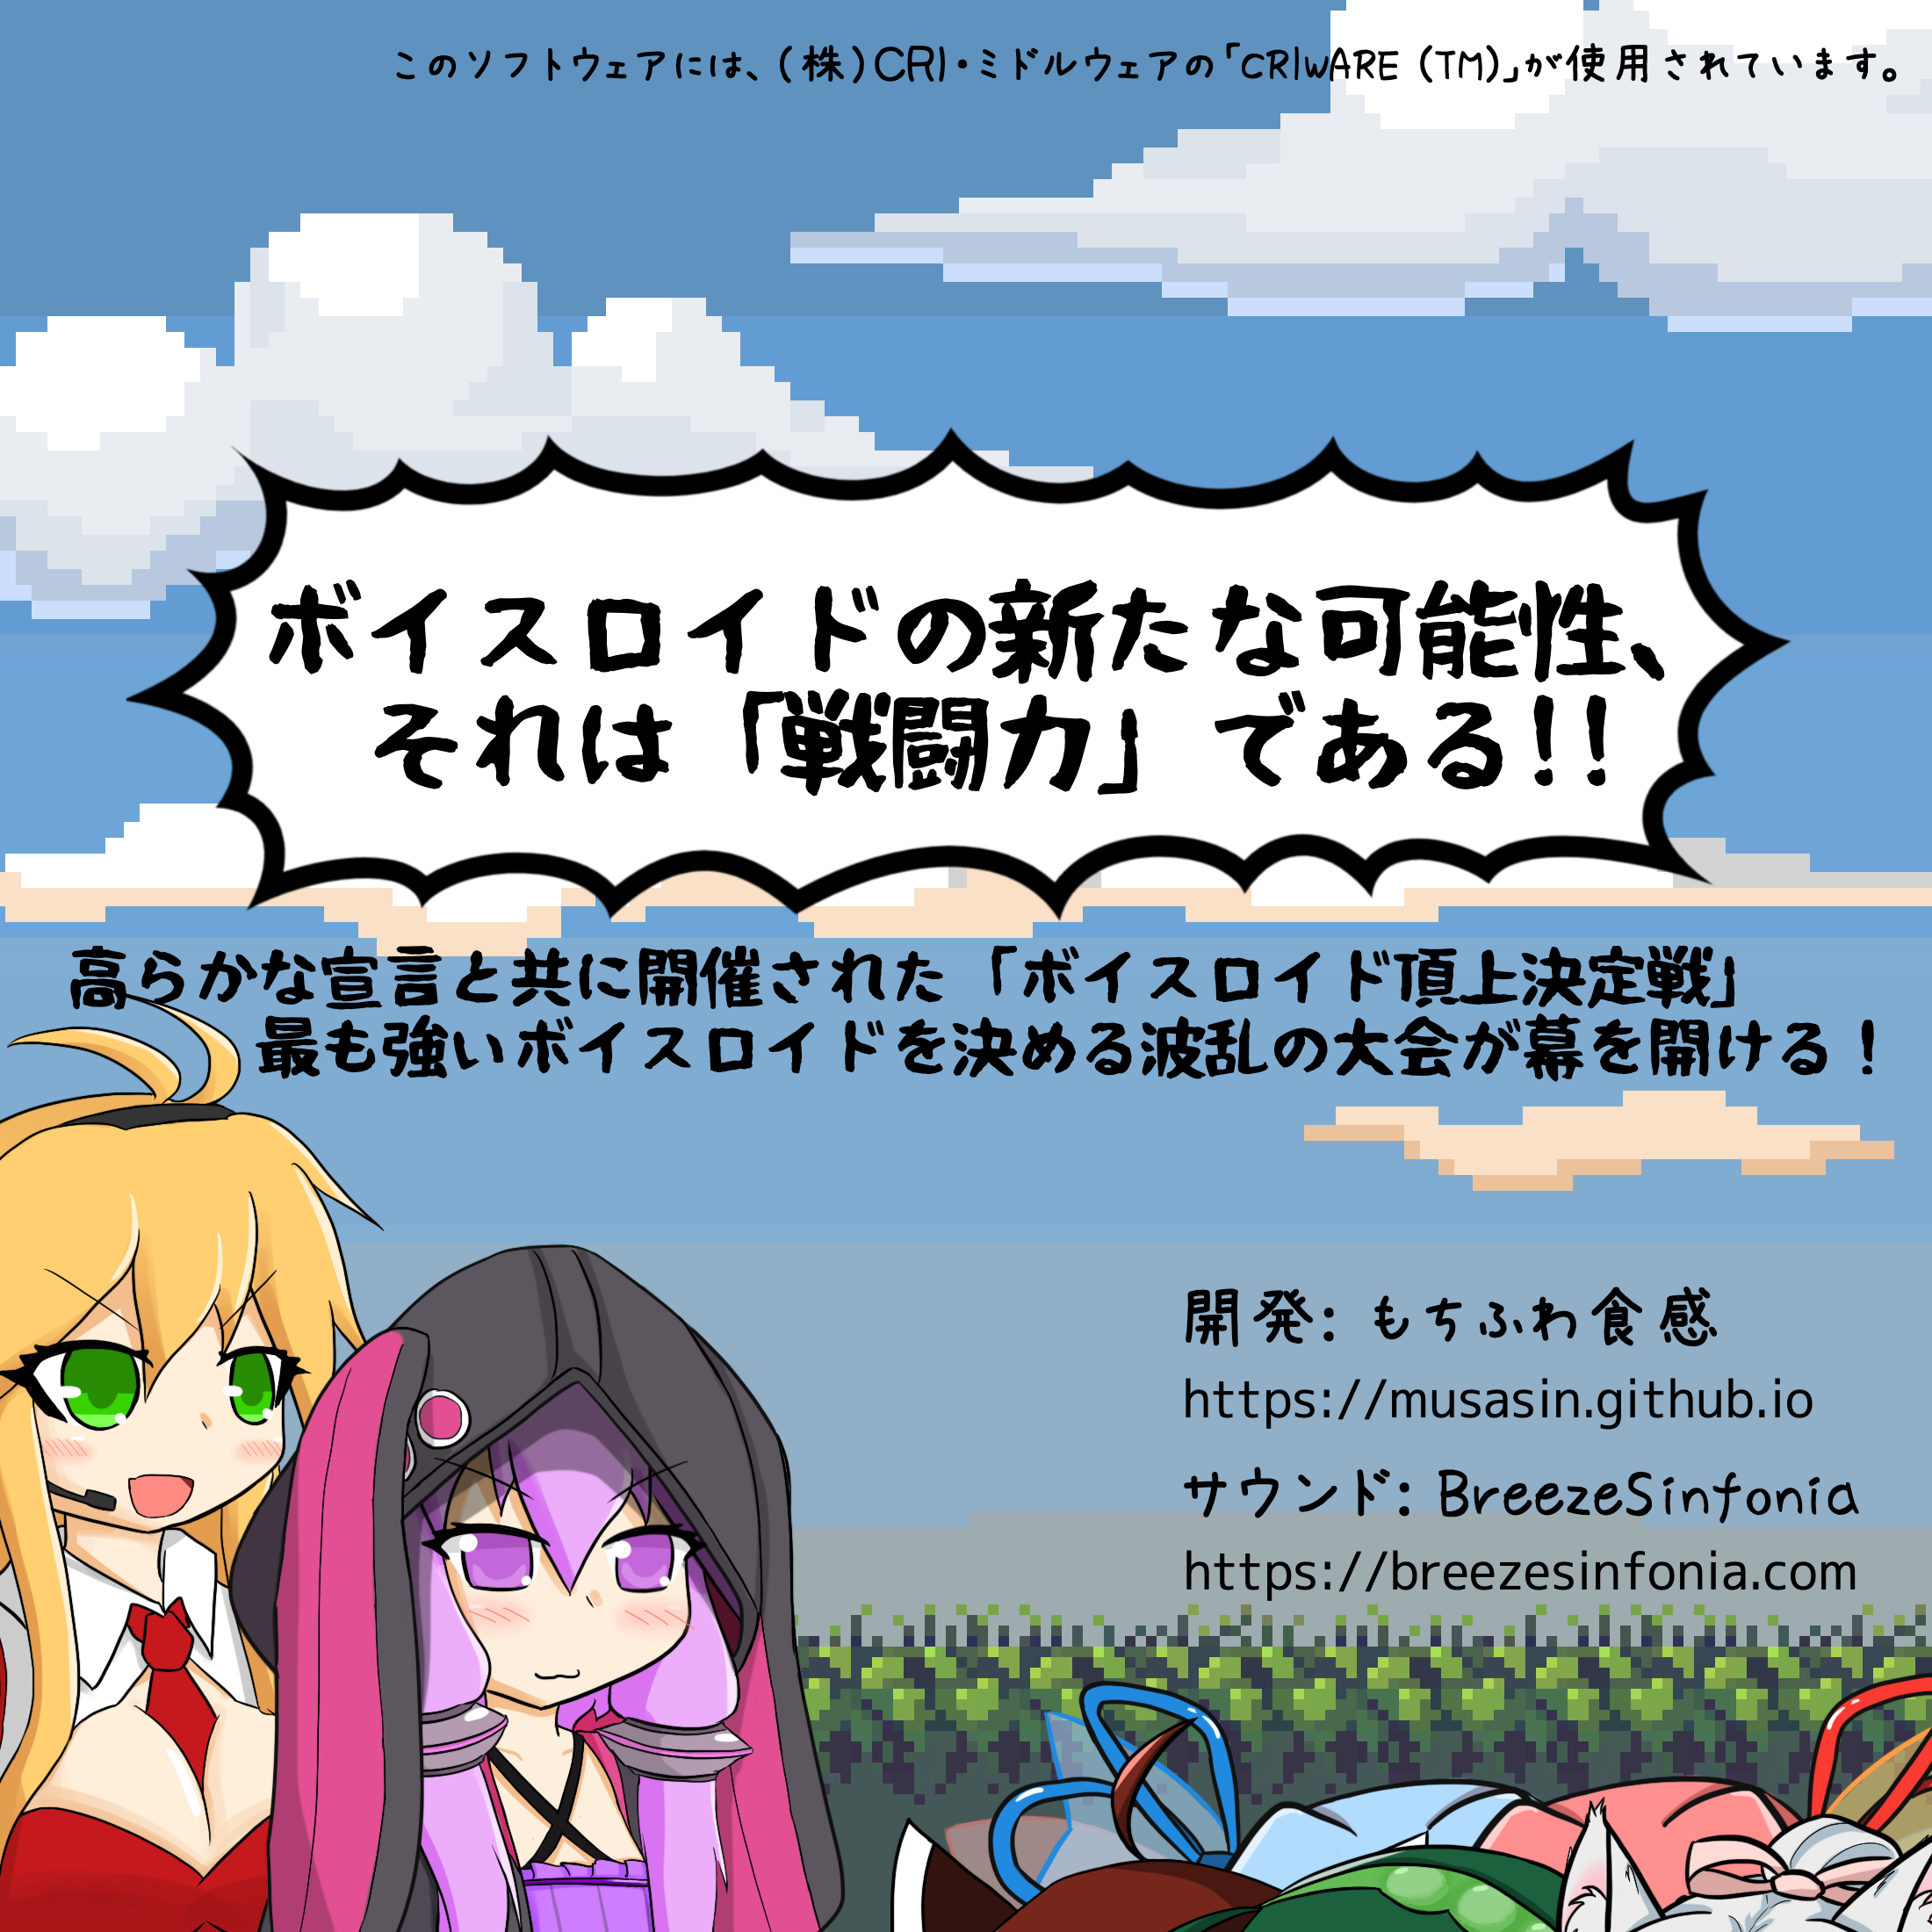 このソフトウェアには、(株)CRI・ミドルウェアの「CRIWARE (TM)」が使用されています。
ボイスロイドの新たな可能性、
それは「戦闘力」である!!
高らかな宣言と共に開催された「ボイスロイド頂上決定戦」
最も強いボイスロイドを決める波乱の大会が幕を開ける!
開発: もちふわ食感
https://musasin.github.io
サウンド: BreezeSinfonia
https://breezesinfonia.com